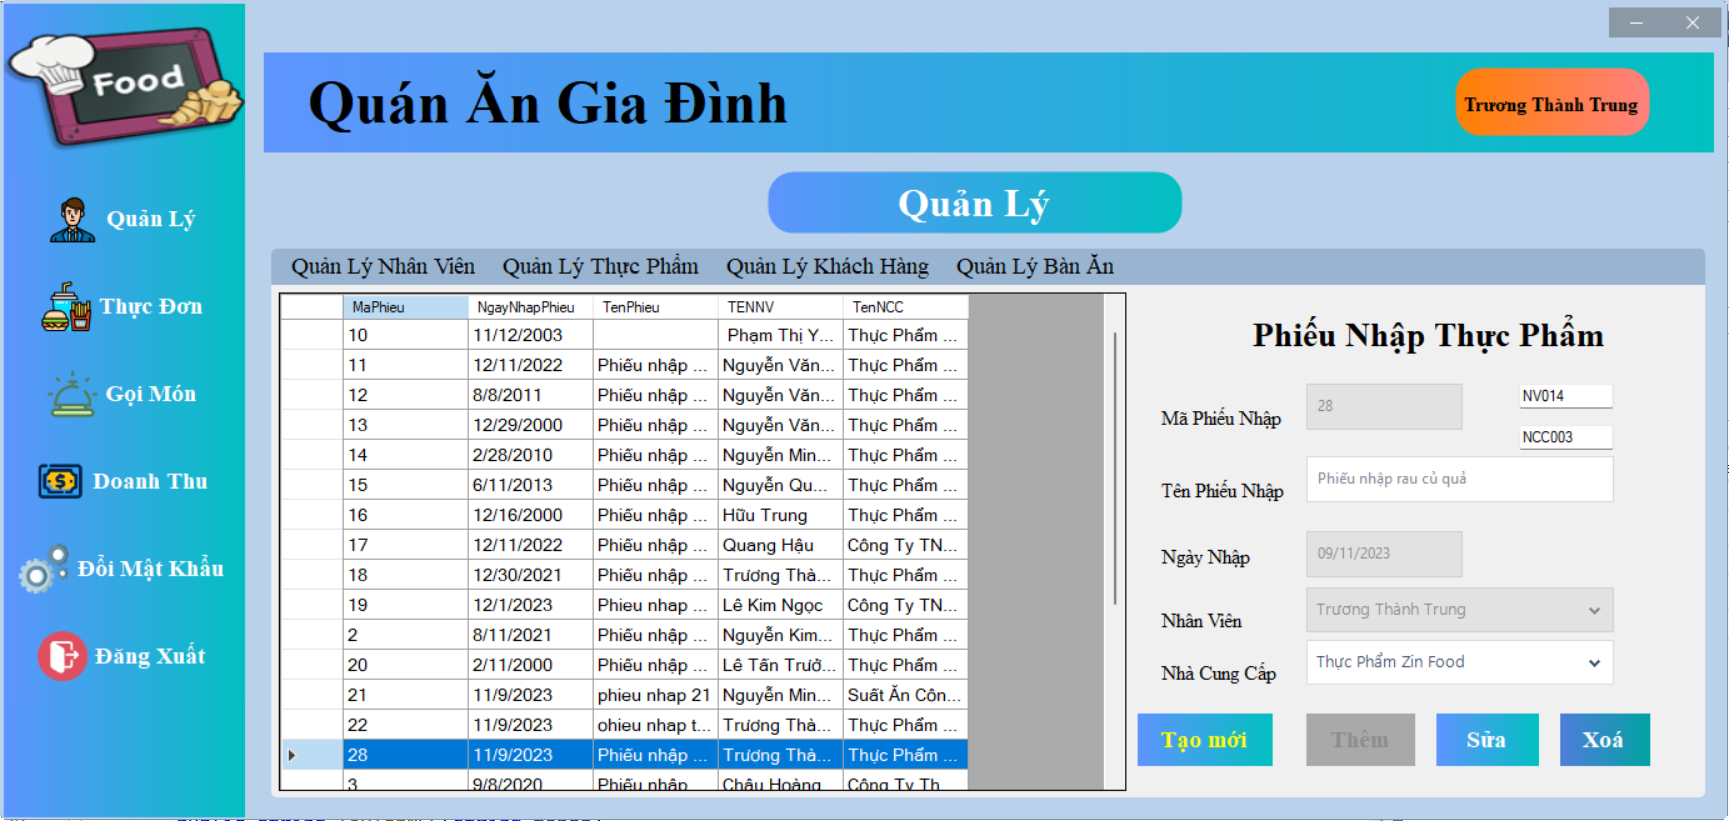 Food
Quán Ăn Gia Đình
Trương Thành Trung
Quản Lý
Thực Đơn
Gọi Món
Doanh Thu
Đổi Mật Khẩu
Đăng Xuất
Quản Lý
Quản Lý Nhân Viên Quản Lý Thực Phẩm Quản Lý Khách Hàng Quản Lý Bàn Ăn
MaPhieu NgayNhapPhieu TenPhieu TENNV TenNCC
10 11/12/2003 Phạm Thị Y... Thực Phẩm ...
11 12/11/2022 Phiếu nhập ... Nguyễn Văn... Thực Phẩm ...
12 8/8/2011 Phiếu nhập ... Nguyễn Văn... Thực Phẩm ...
13 12/29/2000 Phiếu nhập ... Nguyễn Văn... Thực Phẩm ...
14 2/28/2010 Phiếu nhập ... Nguyễn Min... Thực Phẩm ...
15 6/11/2013 Phiếu nhập ... Nguyễn Qu... Thực Phẩm ...
16 12/16/2000 Phiếu nhập ... Hữu Trung Thực Phẩm ...
17 12/11/2022 Phiếu nhập ... Quang Hậu Công Ty TN...
18 12/30/2021 Phiếu nhập ... Trương Thà... Thực Phẩm ...
19 12/1/2023 Phieu nhap ... Lê Kim Ngọc Công Ty TN...
2 8/11/2021 Phiếu nhập ... Nguyễn Kim... Thực Phẩm ...
20 2/11/2000 Phiếu nhập ... Lê Tấn Trườ... Thực Phẩm ...
21 11/9/2023 phieu nhap 21 Nguyễn Min... Suất Ăn Côn...
22 11/9/2023 ohieu nhap t... Trương Thà... Thực Phẩm ...
28 11/9/2023 Phiếu nhập ... Trương Thà... Thực Phẩm ...
3 9/8/2020 Phiếu nhập Châu Hoàng Công Ty Th
Phiếu Nhập Thực Phẩm
Mã Phiếu Nhập 28 NV014
NCC003
Tên Phiếu Nhập Phiếu nhập rau củ quả
Ngày Nhập 09/11/2023
Nhân Viên Trương Thành Trung
Nhà Cung Cấp Thực Phẩm Zin Food
Tạo mới Thêm Sửa Xoá